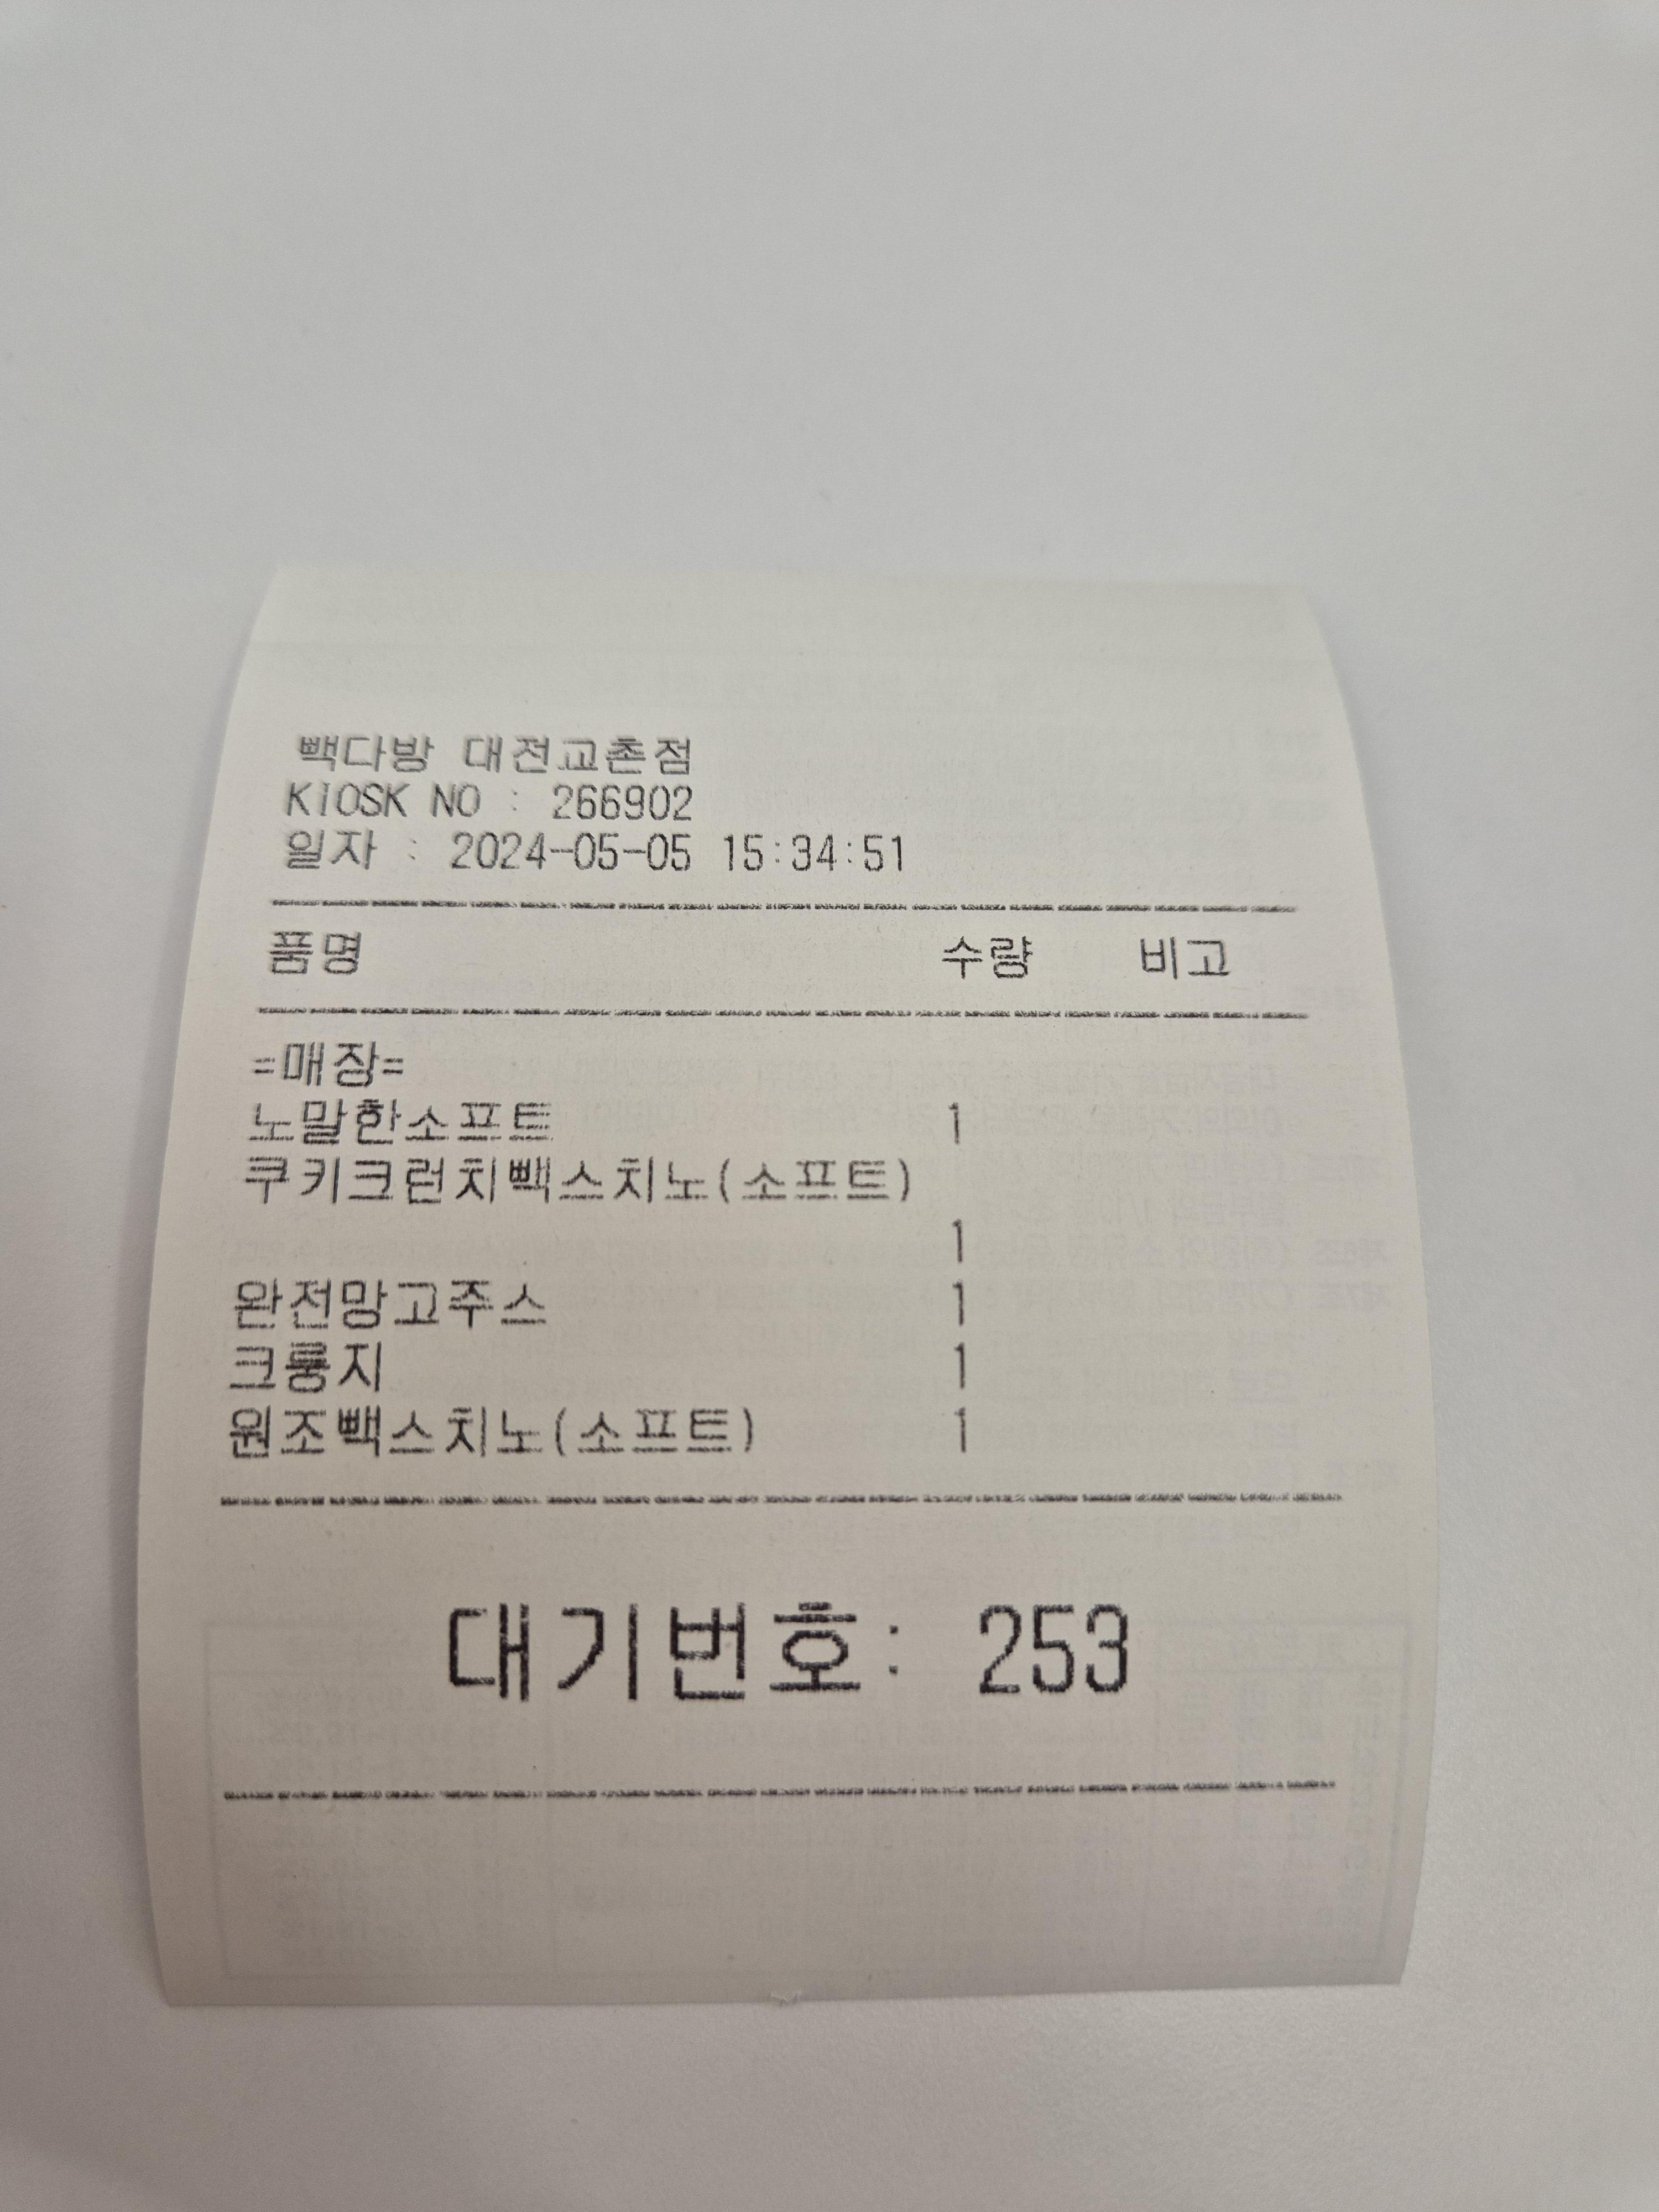 빽다방 대전교촌점
KIOSK NO : 266902
일자 : 2024-05-05 15:34:51
품명 수량 비고
=매장=
노말한소프트 1
쿠키크런치빽스치노(소프트)
1
완전망고주스 1
크룽지 1
원조빽스치노(소프트) 1
대기번호: 253